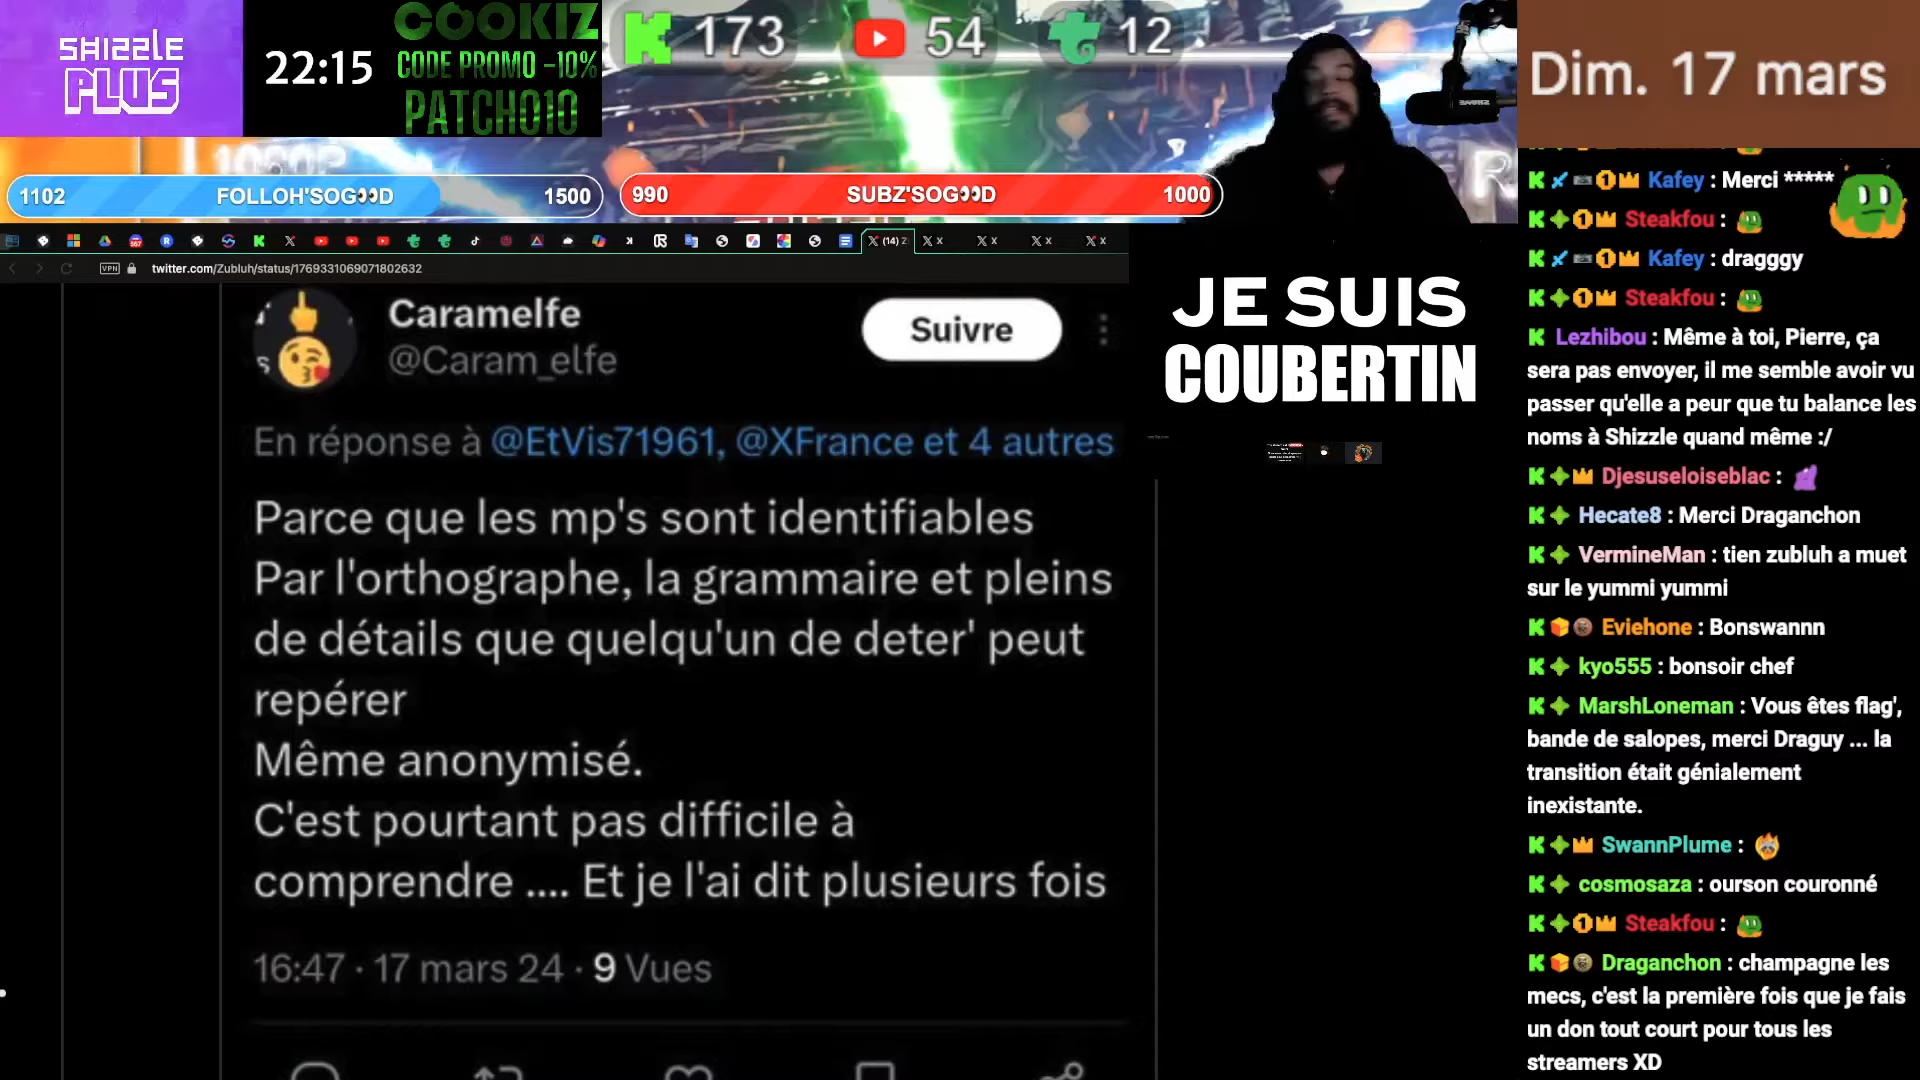 SHIZZLE
PLUS
22:15
COOKIZ
CODE PROMO -10%
PATCHO10
173
54
12
Dim. 17 mars
1080P
1102 FOLLOH'SOG👀D 1500
990 SUBZ'SOG👀D 1000
twitter.com/Zubluh/status/1769331069071802632
Caramelfe
@Caram_elfe
Suivre
En réponse à @EtVis71961, @XFrance et 4 autres
Parce que les mp's sont identifiables
Par l'orthographe, la grammaire et pleins
de détails que quelqu'un de deter' peut
repérer
Même anonymisé.
C'est pourtant pas difficile à
comprendre .... Et je l'ai dit plusieurs fois
16:47 · 17 mars 24 · 9 Vues
JE SUIS
COUBERTIN
Kafey : Merci *****
Steakfou :
Kafey : dragggy
Steakfou :
Lezhibou : Même à toi, Pierre, ça
sera pas envoyer, il me semble avoir vu
passer qu'elle a peur que tu balance les
noms à Shizzle quand même :/
Djesuseloiseblac :
Hecate8 : Merci Draganchon
VermineMan : tien zubluh a muet
sur le yummi yummi
Eviehone : Bonswannn
kyo555 : bonsoir chef
MarshLoneman : Vous êtes flag',
bande de salopes, merci Draguy ... la
transition était génialement
inexistante.
SwannPlume :
cosmosaza : ourson couronné
Steakfou :
Draganchon : champagne les
mecs, c'est la première fois que je fais
un don tout court pour tous les
streamers XD